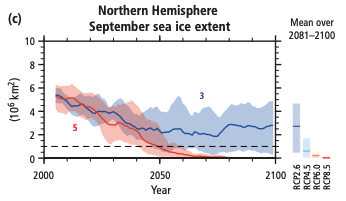 (c)
Northern Hemisphere
September sea ice extent
Mean over
2081–2100
(10⁶ km²)
10
8
6
4
2
0
3
5
2000
2050
2100
Year
RCP2.6
RCP4.5
RCP6.0
RCP8.5